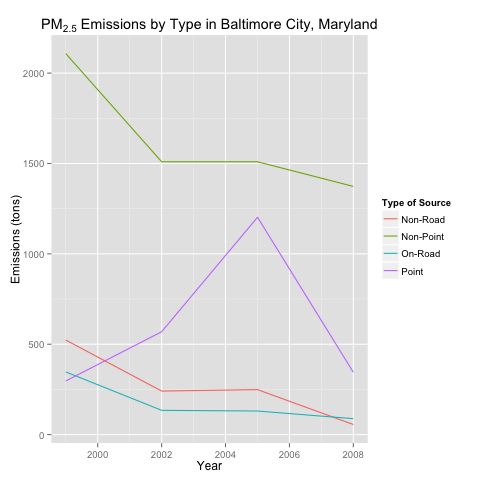 PM2.5 Emissions by Type in Baltimore City, Maryland
Emissions (tons)
2000
1500
1000
500
0
2000 2002 2004 2006 2008
Year
Type of Source
Non-Road
Non-Point
On-Road
Point